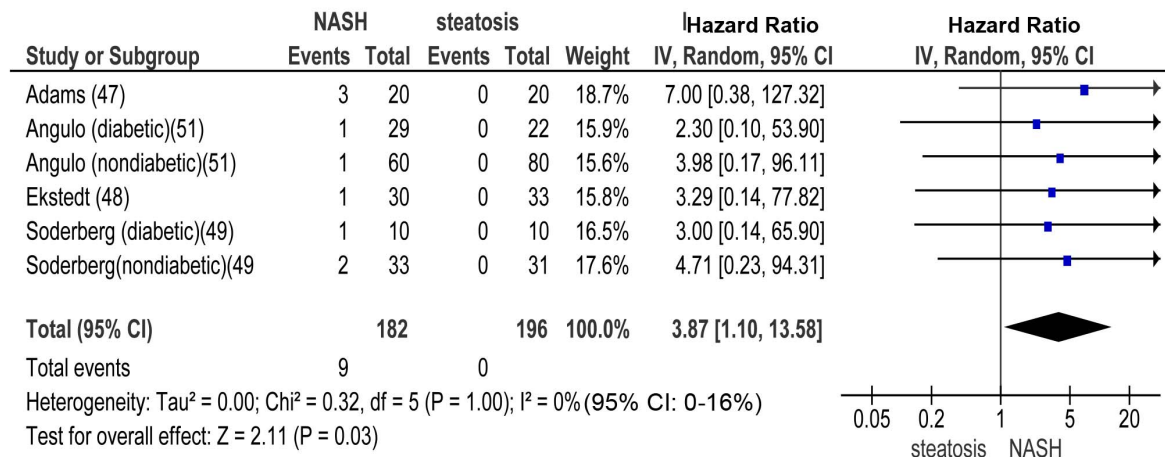 NASH steatosis Hazard Ratio Hazard Ratio
Study or Subgroup Events Total Events Total Weight IV, Random, 95% CI IV, Random, 95% CI
Adams (47) 3 20 0 20 18.7% 7.00 [0.38, 127.32]
Angulo (diabetic)(51) 1 29 0 22 15.9% 2.30 [0.10, 53.90]
Angulo (nondiabetic)(51) 1 60 0 80 15.6% 3.98 [0.17, 96.11]
Ekstedt (48) 1 30 0 33 15.8% 3.29 [0.14, 77.82]
Soderberg (diabetic)(49) 1 10 0 10 16.5% 3.00 [0.14, 65.90]
Soderberg(nondiabetic)(49 2 33 0 31 17.6% 4.71 [0.23, 94.31]
Total (95% CI) 182 196 100.0% 3.87 [1.10, 13.58]
Total events 9 0
Heterogeneity: Tau² = 0.00; Chi² = 0.32, df = 5 (P = 1.00); I² = 0% (95% CI: 0-16%)
Test for overall effect: Z = 2.11 (P = 0.03)
0.05 0.2 1 5 20
steatosis NASH